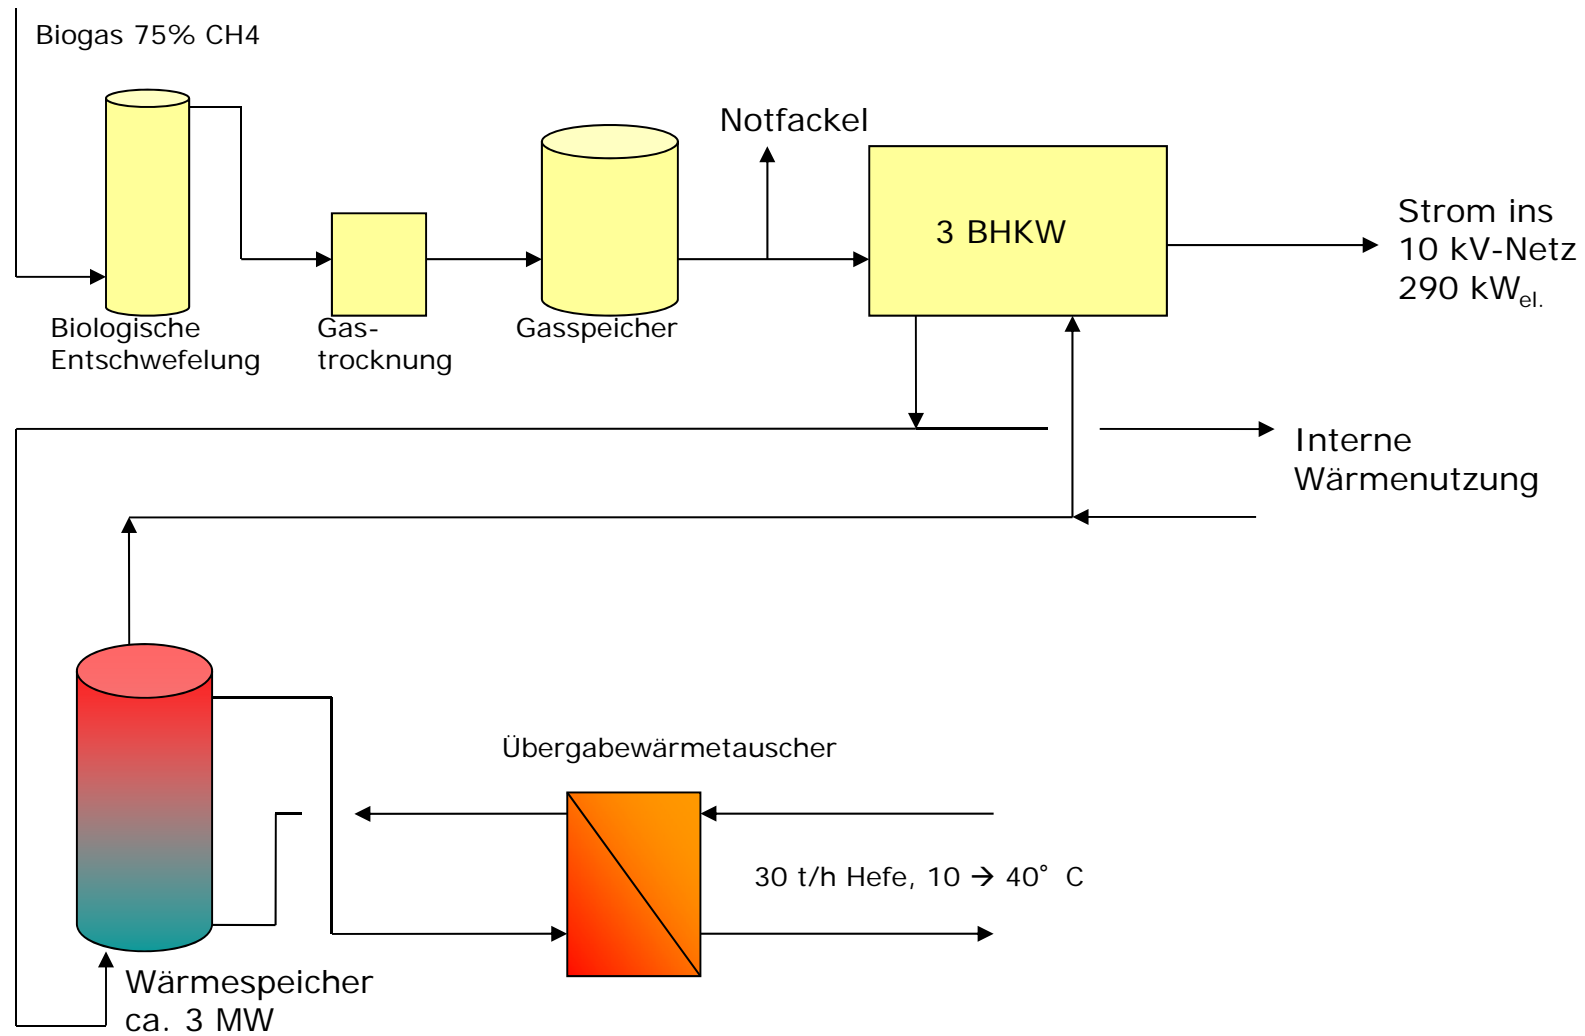 Biogas 75% CH4
Notfackel
3 BHKW
Strom ins
10 kV-Netz
290 kWel.
Biologische
Entschwefelung
Gas-
trocknung
Gasspeicher
Interne
Wärmenutzung
Übergabewärmetauscher
30 t/h Hefe, 10 → 40° C
Wärmespeicher
ca. 3 MW